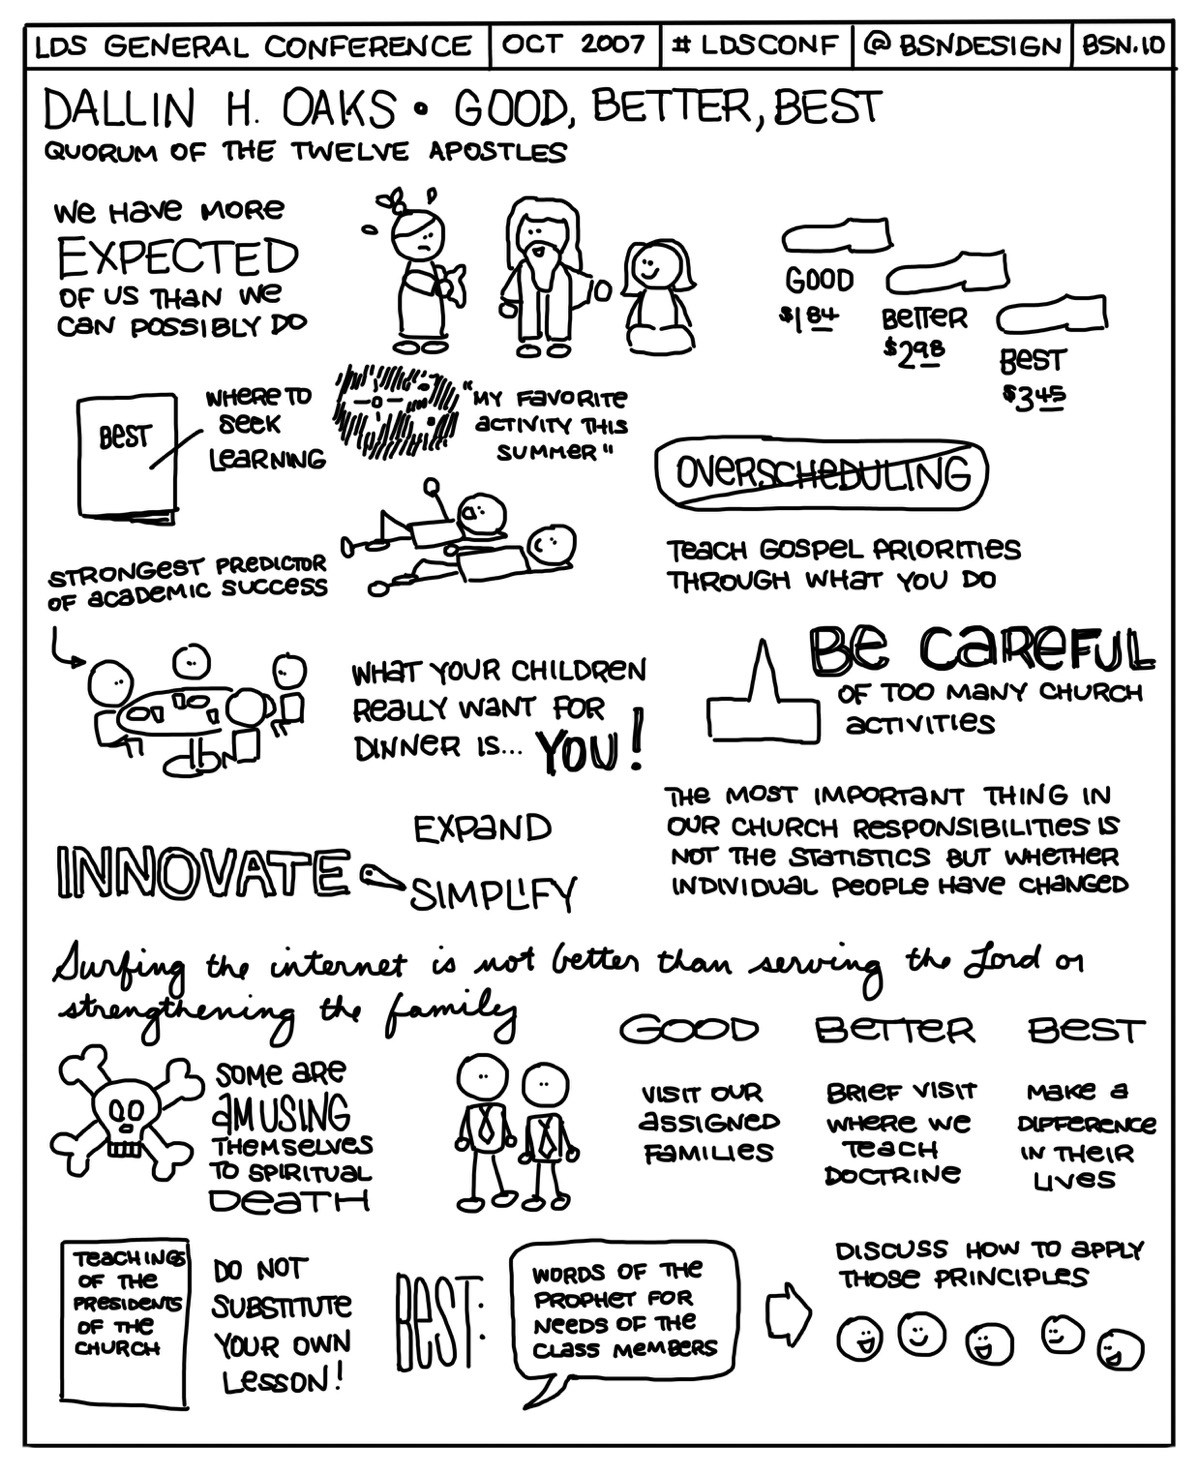 LDS GENERAL CONFERENCE OCT 2007 # LDSCONF @BSNDESIGN BSN.IO
DALLIN H. OAKS • GOOD, BETTER, BEST
QUORUM OF THE TWELVE APOSTLES
WE HAVE MORE
EXPECTED
OF US THAN WE
CAN POSSIBLY DO
GOOD
$1.84
BETTER
$2.98
BEST
$3.45
BEST
WHERE TO
SEEK
LEARNING
"MY FAVORITE
ACTIVITY THIS
SUMMER"
OVERSCHEDULING
TEACH GOSPEL PRIORITIES
THROUGH WHAT YOU DO
STRONGEST PREDICTOR
OF ACADEMIC SUCCESS
WHAT YOUR CHILDREN
REALLY WANT FOR
DINNER IS... YOU!
BE CAREFUL
OF TOO MANY CHURCH
ACTIVITIES
THE MOST IMPORTANT THING IN
OUR CHURCH RESPONSIBILITIES IS
NOT THE STATISTICS BUT WHETHER
INDIVIDUAL PEOPLE HAVE CHANGED
INNOVATE
EXPAND
SIMPLIFY
Surfing the internet is not better than serving the Lord or
strengthening the family
SOME ARE
AMUSING
THEMSELVES
TO SPIRITUAL
DEATH
GOOD
VISIT OUR
ASSIGNED
FAMILIES
BETTER
BRIEF VISIT
WHERE WE
TEACH
DOCTRINE
BEST
MAKE A
DIFFERENCE
IN THEIR
LIVES
TEACHINGS
OF THE
PRESIDENTS
OF THE
CHURCH
DO NOT
SUBSTITUTE
YOUR OWN
LESSON!
BEST:
WORDS OF THE
PROPHET FOR
NEEDS OF THE
CLASS MEMBERS
DISCUSS HOW TO APPLY
THOSE PRINCIPLES